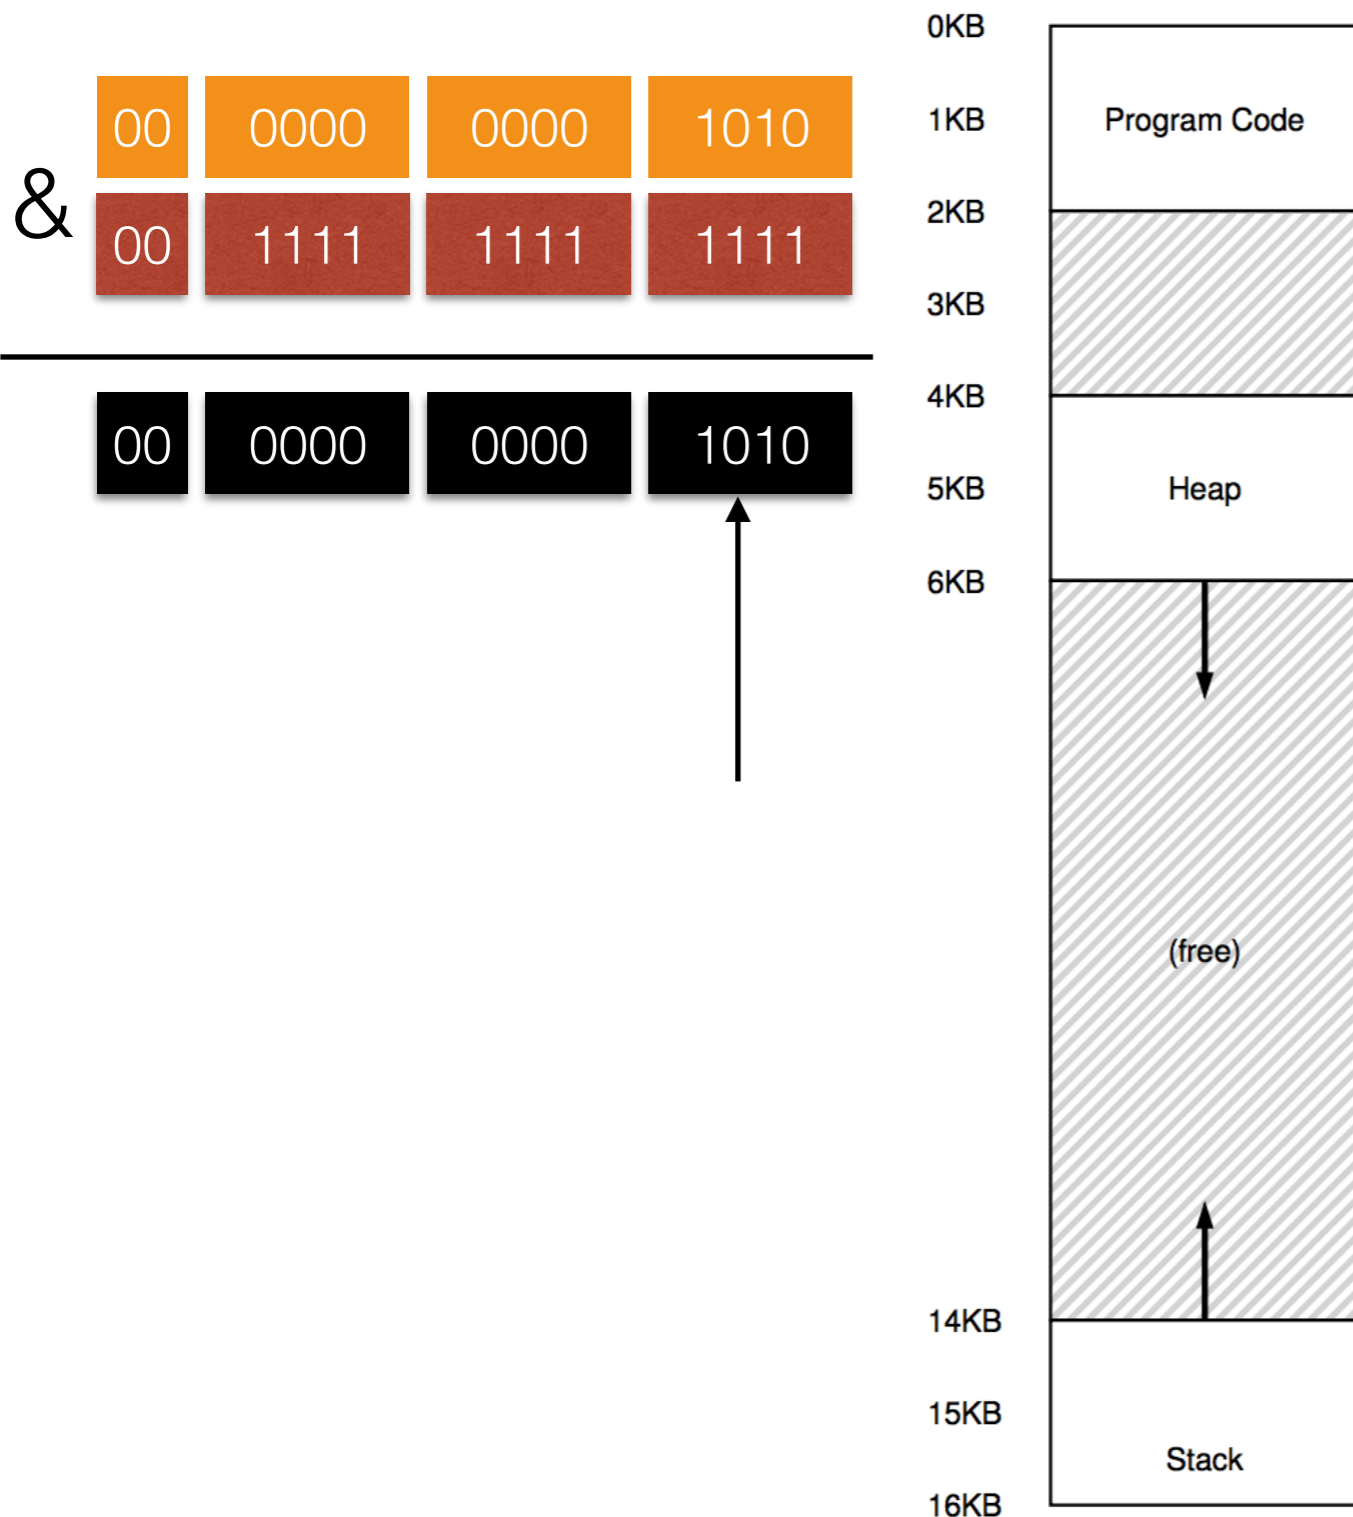 00 0000 0000 1010
&
00 1111 1111 1111
00 0000 0000 1010
0KB
1KB Program Code
2KB
3KB
4KB
5KB Heap
6KB
(free)
14KB
15KB
Stack
16KB